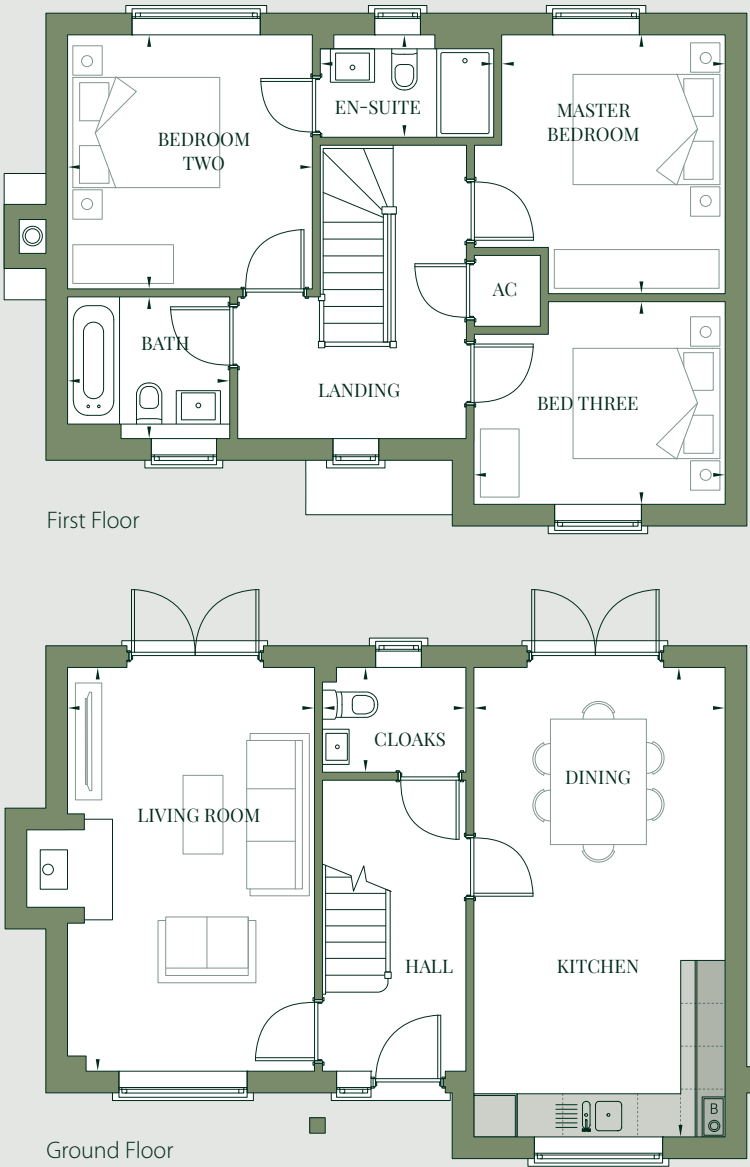 EN-SUITE
MASTER
BEDROOM
BEDROOM
TWO
AC
BATH
LANDING
BED THREE
First Floor
CLOAKS
DINING
LIVING ROOM
HALL
KITCHEN
B
Ground Floor